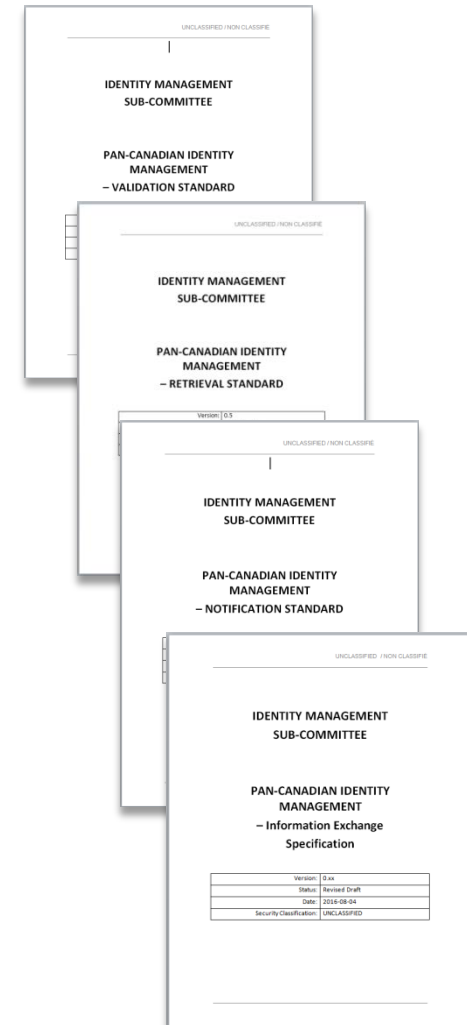 UNCLASSIFIED / NON CLASSIFIÉ
IDENTITY MANAGEMENT
SUB-COMMITTEE
PAN-CANADIAN IDENTITY
MANAGEMENT
– VALIDATION STANDARD
UNCLASSIFIED / NON CLASSIFIÉ
IDENTITY MANAGEMENT
SUB-COMMITTEE
PAN-CANADIAN IDENTITY
MANAGEMENT
– RETRIEVAL STANDARD
Version: 0.5
UNCLASSIFIED / NON CLASSIFIÉ
IDENTITY MANAGEMENT
SUB-COMMITTEE
PAN-CANADIAN IDENTITY
MANAGEMENT
– NOTIFICATION STANDARD
UNCLASSIFIED / NON CLASSIFIÉ
IDENTITY MANAGEMENT
SUB-COMMITTEE
PAN-CANADIAN IDENTITY
MANAGEMENT
– Information Exchange
Specification
Version: 0.xx
Status: Revised Draft
Date: 2016-08-04
Security Classification: UNCLASSIFIED